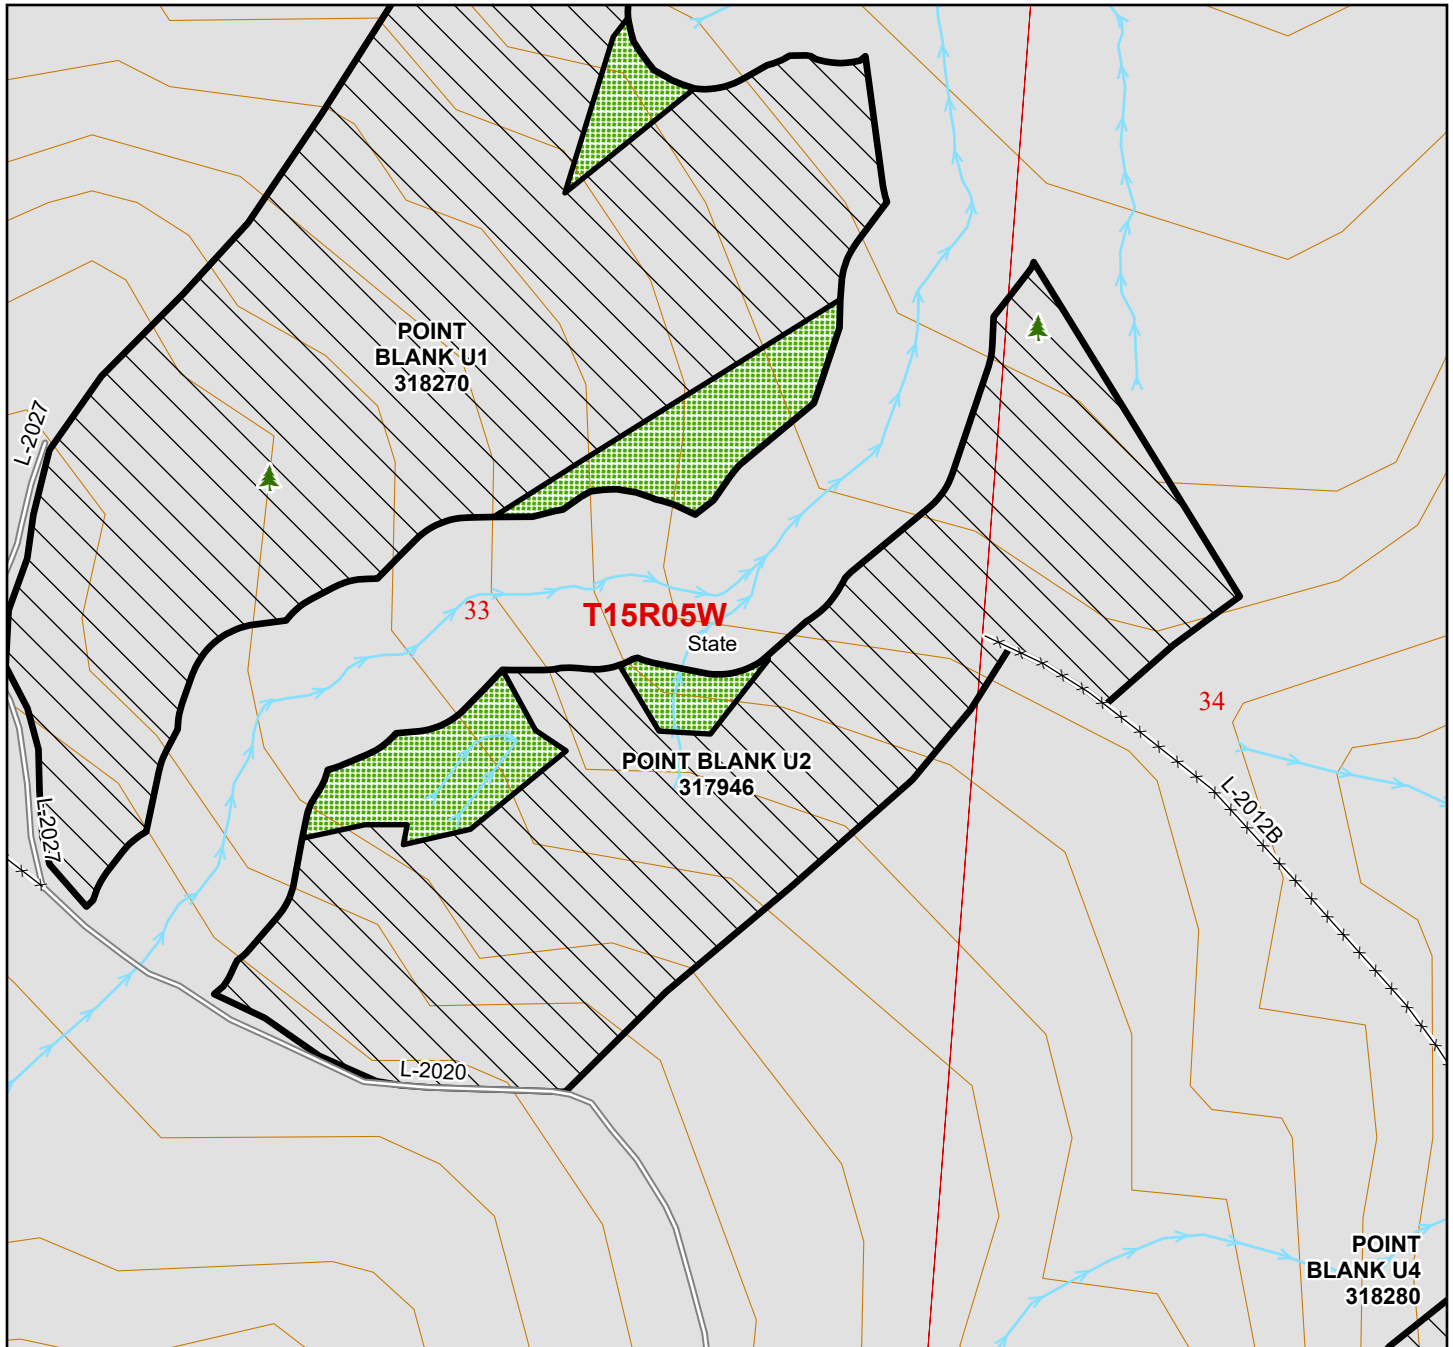 POINT
BLANK U1
318270
L-2027
33
T15R05W
State
34
POINT BLANK U2
317946
L-2027
L-2012B
L-2020
POINT
BLANK U4
318280